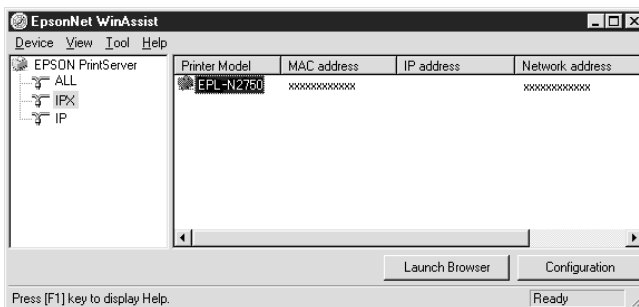 EpsonNet WinAssist
Device View Tool Help
EPSON PrintServer
ALL
IPX
IP
Printer Model MAC address IP address Network address
EPL-N2750 xxxxxxxxxxxx xxxxxxxxxxxx
Launch Browser Configuration
Press [F1] key to display Help. Ready